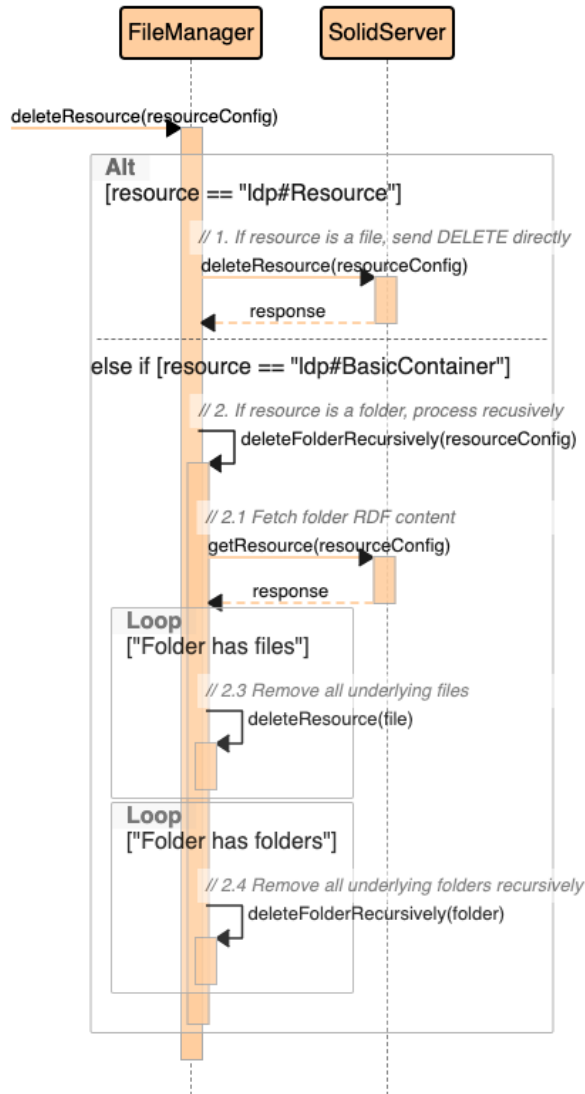 FileManager
SolidServer
deleteResource(resourceConfig)
Alt
[resource == "ldp#Resource"]
// 1. If resource is a file, send DELETE directly
deleteResource(resourceConfig)
response
else if [resource == "ldp#BasicContainer"]
// 2. If resource is a folder, process recusively
deleteFolderRecursively(resourceConfig)
// 2.1 Fetch folder RDF content
getResource(resourceConfig)
response
Loop
["Folder has files"]
// 2.3 Remove all underlying files
deleteResource(file)
Loop
["Folder has folders"]
// 2.4 Remove all underlying folders recursively
deleteFolderRecursively(folder)